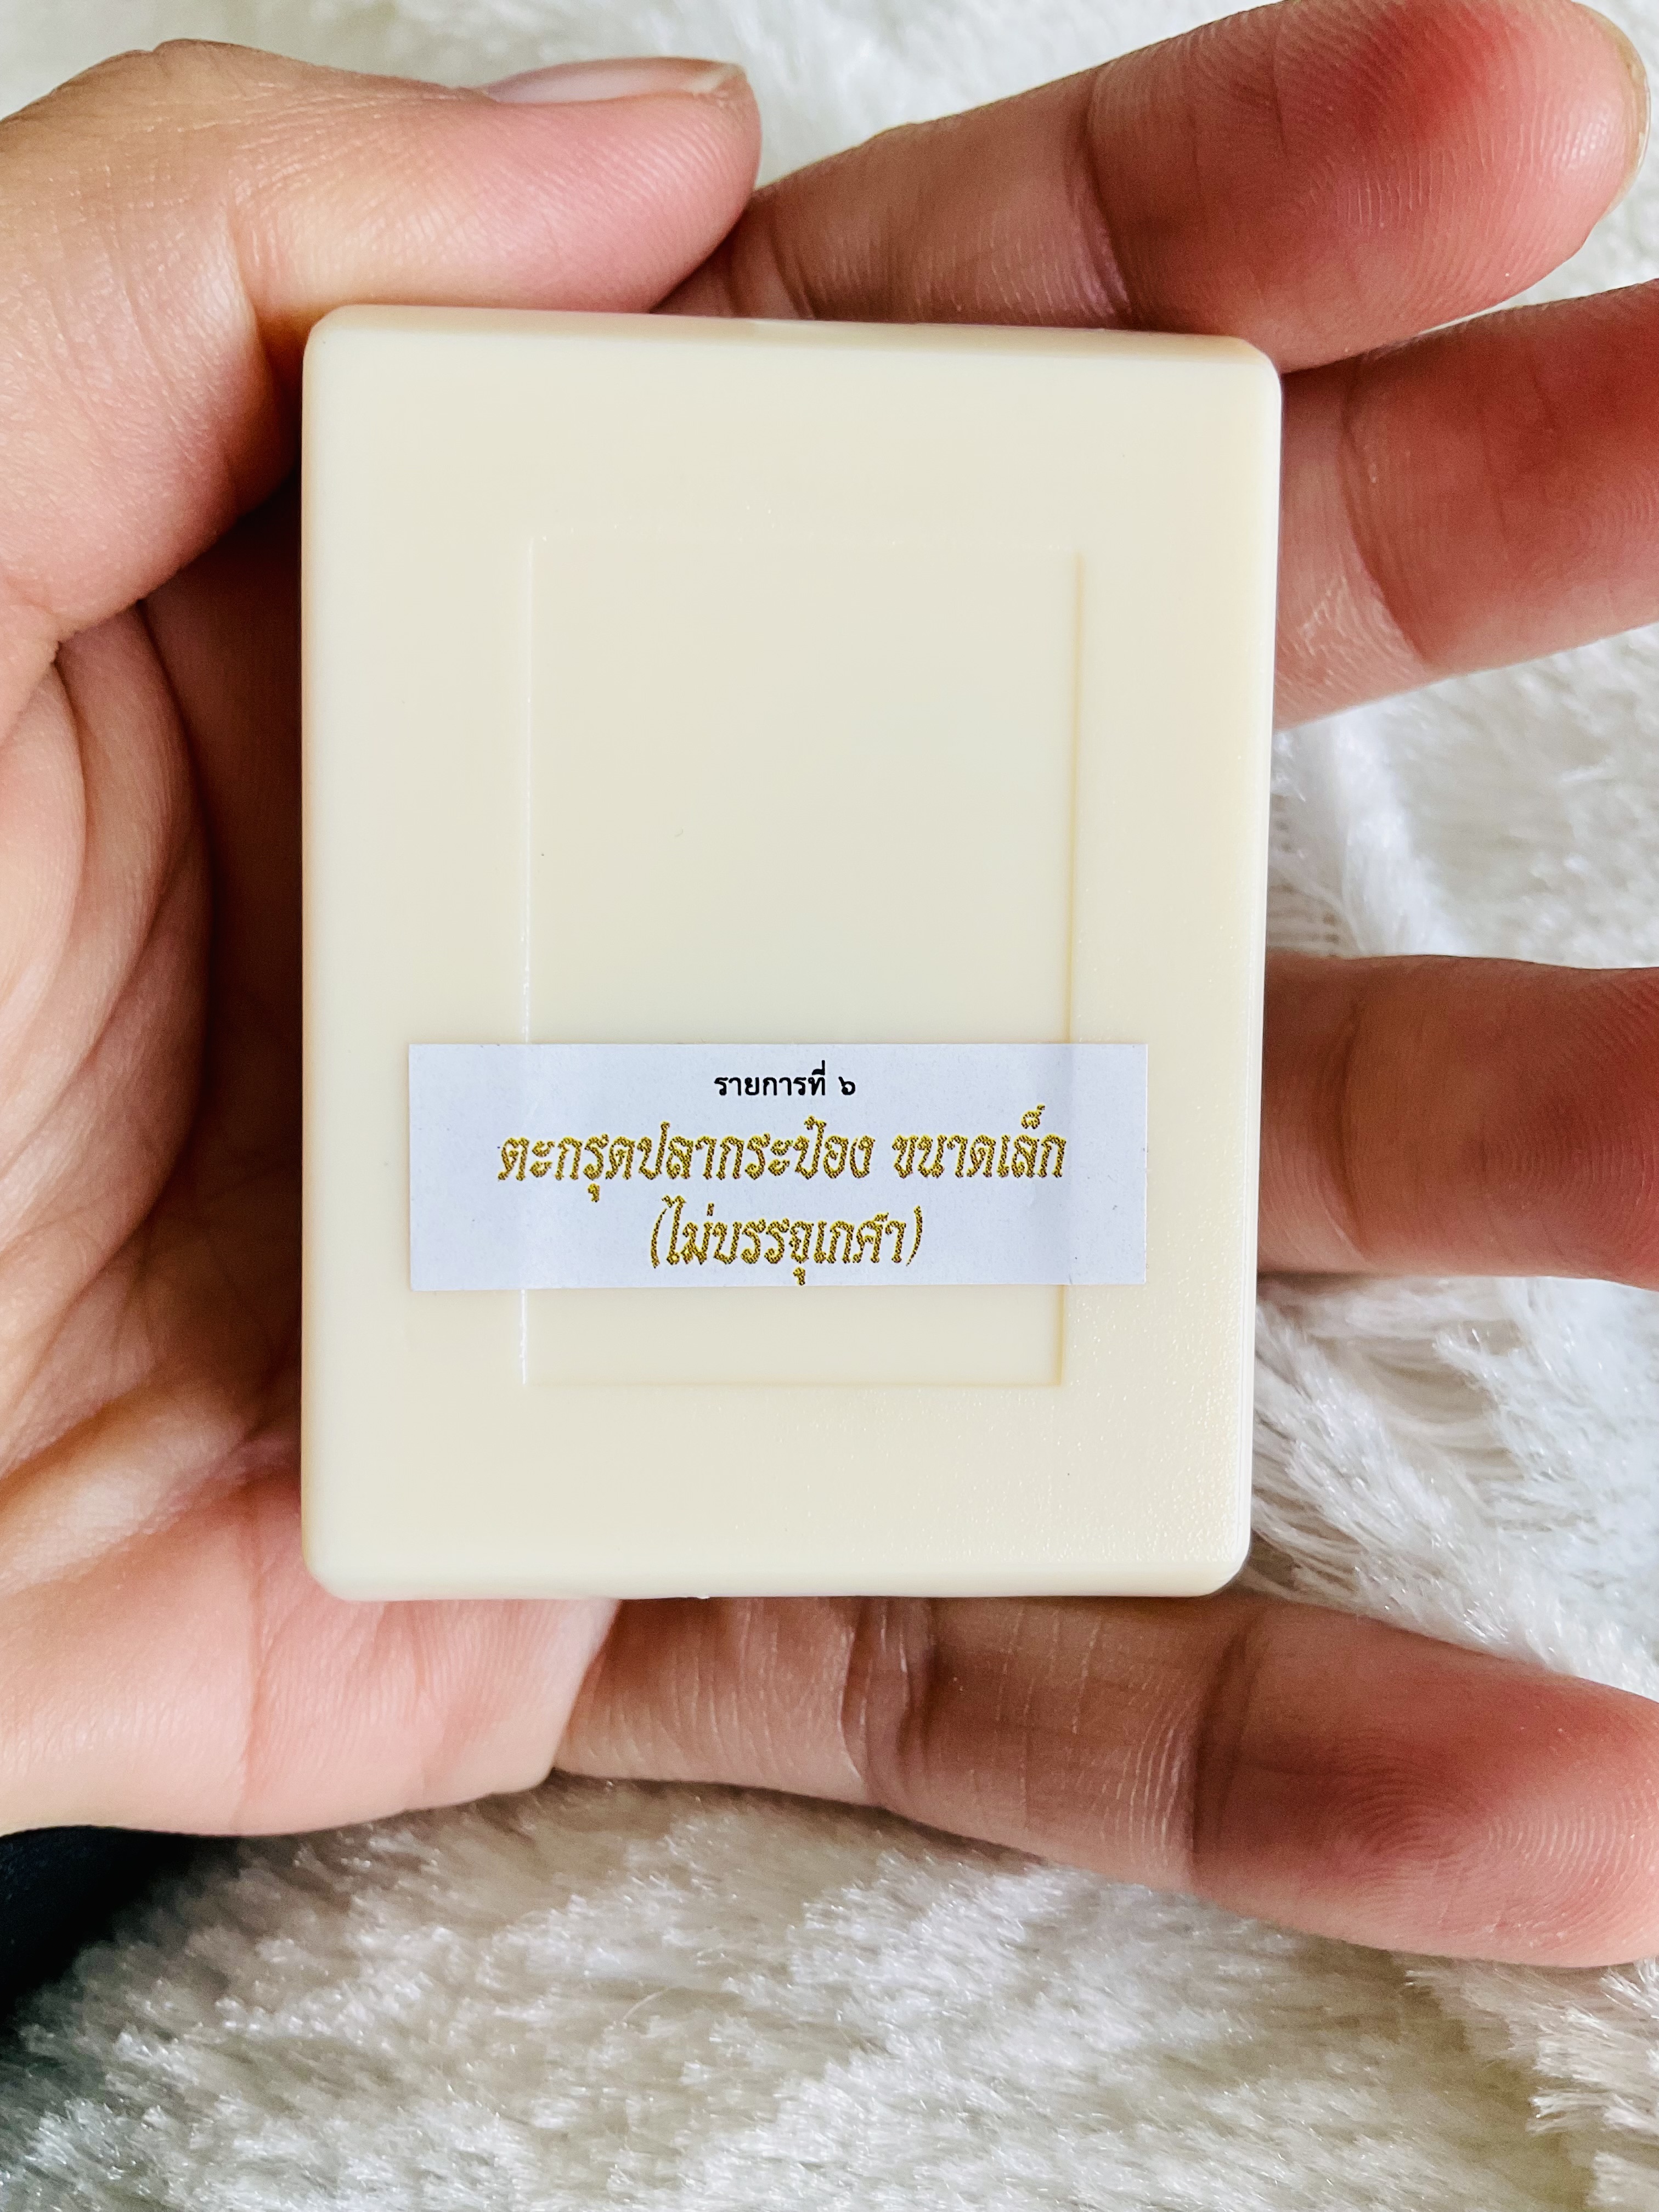 รายการที่ ๖
ตะกรุดปลากระป๋อง ขนาดเล็ก
(ไม่บรรจุเกศา)